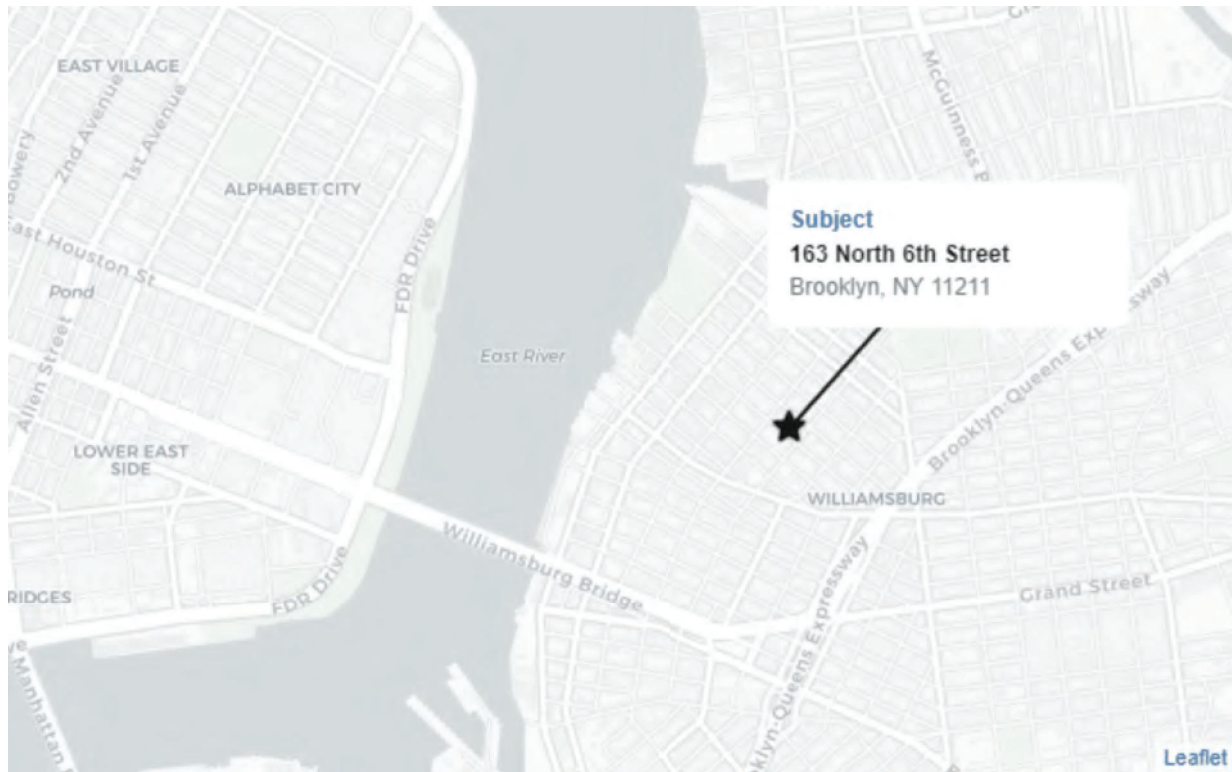 EAST VILLAGE
2nd Avenue
1st Avenue
Bowery
ALPHABET CITY
East Houston St
Pond
FDR Drive
Allen Street
East River
McGuinness
Subject
163 North 6th Street
Brooklyn, NY 11211
Brooklyn-Queens Expressway
LOWER EAST
SIDE
WILLIAMSBURG
Williamsburg Bridge
FDR Drive
RIDGES
Grand Street
Brooklyn-Queens Expressway
Manhattan
Leaflet